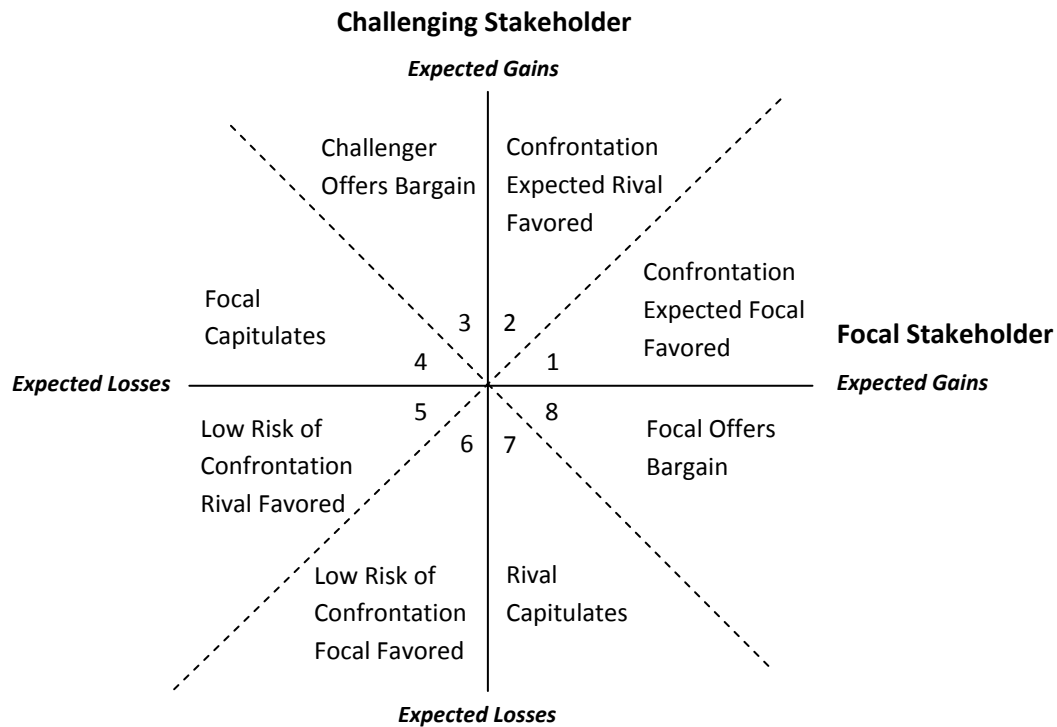 Challenging Stakeholder
Expected Gains
Challenger
Offers Bargain
Confrontation
Expected Rival
Favored
Confrontation
Expected Focal
Favored
Focal
Capitulates
3
2
4
1
Focal Stakeholder
Expected Losses
Expected Gains
5
8
6
7
Low Risk of
Confrontation
Rival Favored
Focal Offers
Bargain
Low Risk of
Confrontation
Focal Favored
Rival
Capitulates
Expected Losses